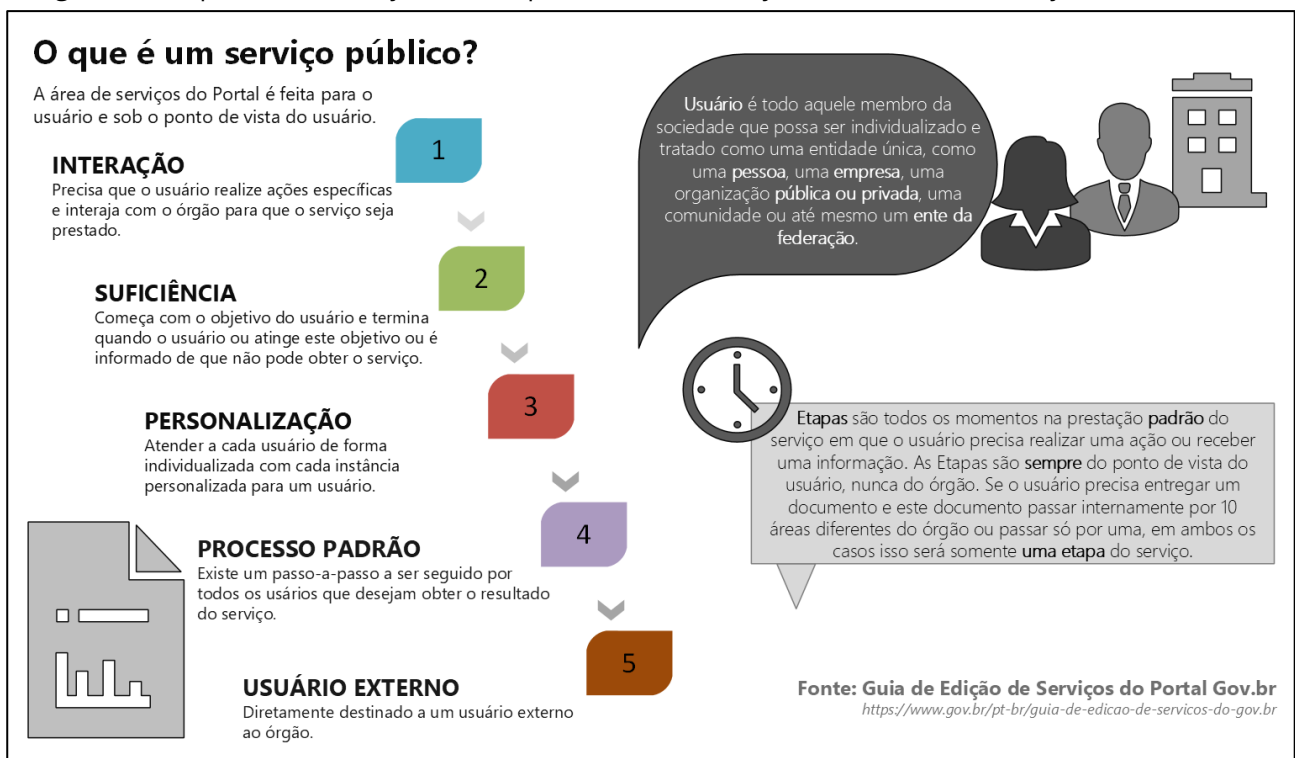 O que é um serviço público?
A área de serviços do Portal é feita para o
usuário e sob o ponto de vista do usuário.
1
INTERAÇÃO
Precisa que o usuário realize ações específicas
e interaja com o órgão para que o serviço seja
prestado.
2
SUFICIÊNCIA
Começa com o objetivo do usuário e termina
quando o usuário ou atinge este objetivo ou é
informado de que não pode obter o serviço.
3
PERSONALIZAÇÃO
Atender a cada usuário de forma
individualizada com cada instância
personalizada para um usuário.
4
PROCESSO PADRÃO
Existe um passo-a-passo a ser seguido por
todos os usários que desejam obter o resultado
do serviço.
5
USUÁRIO EXTERNO
Diretamente destinado a um usuário externo
ao órgão.
Usuário é todo aquele membro da
sociedade que possa ser individualizado e
tratado como uma entidade única, como
uma pessoa, uma empresa, uma
organização pública ou privada, uma
comunidade ou até mesmo um ente da
federação.
Etapas são todos os momentos na prestação padrão do
serviço em que o usuário precisa realizar uma ação ou receber
uma informação. As Etapas são sempre do ponto de vista do
usuário, nunca do órgão. Se o usuário precisa entregar um
documento e este documento passar internamente por 10
áreas diferentes do órgão ou passar só por uma, em ambos os
casos isso será somente uma etapa do serviço.
Fonte: Guia de Edição de Serviços do Portal Gov.br
https://www.gov.br/pt-br/guia-de-edicao-de-servicos-do-gov.br